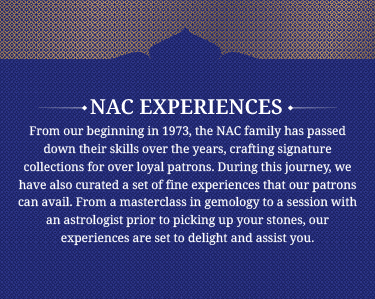 NAC EXPERIENCES
From our beginning in 1973, the NAC family has passed
down their skills over the years, crafting signature
collections for over loyal patrons. During this journey, we
have also curated a set of fine experiences that our patrons
can avail. From a masterclass in gemology to a session with
an astrologist prior to picking up your stones, our
experiences are set to delight and assist you.